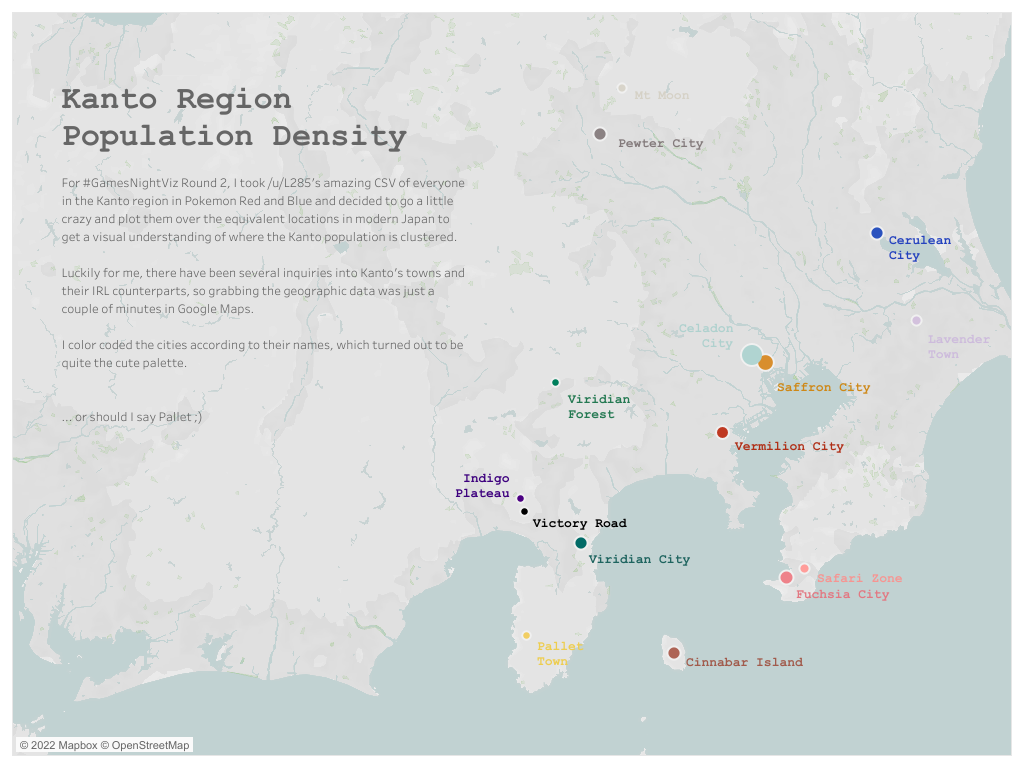 Kanto Region
Population Density
For #GamesNightViz Round 2, I took /u/L285's amazing CSV of everyone
in the Kanto region in Pokemon Red and Blue and decided to go a little
crazy and plot them over the equivalent locations in modern Japan to
get a visual understanding of where the Kanto population is clustered.
Luckily for me, there have been several inquiries into Kanto's towns and
their IRL counterparts, so grabbing the geographic data was just a
couple of minutes in Google Maps.
I color coded the cities according to their names, which turned out to be
quite the cute palette.
... or should I say Pallet ;)
Mt Moon
Pewter City
Cerulean
City
Celadon
City
Lavender
Town
Saffron City
Viridian
Forest
Vermilion City
Indigo
Plateau
Victory Road
Viridian City
Safari Zone
Fuchsia City
Pallet
Town
Cinnabar Island
© 2022 Mapbox © OpenStreetMap